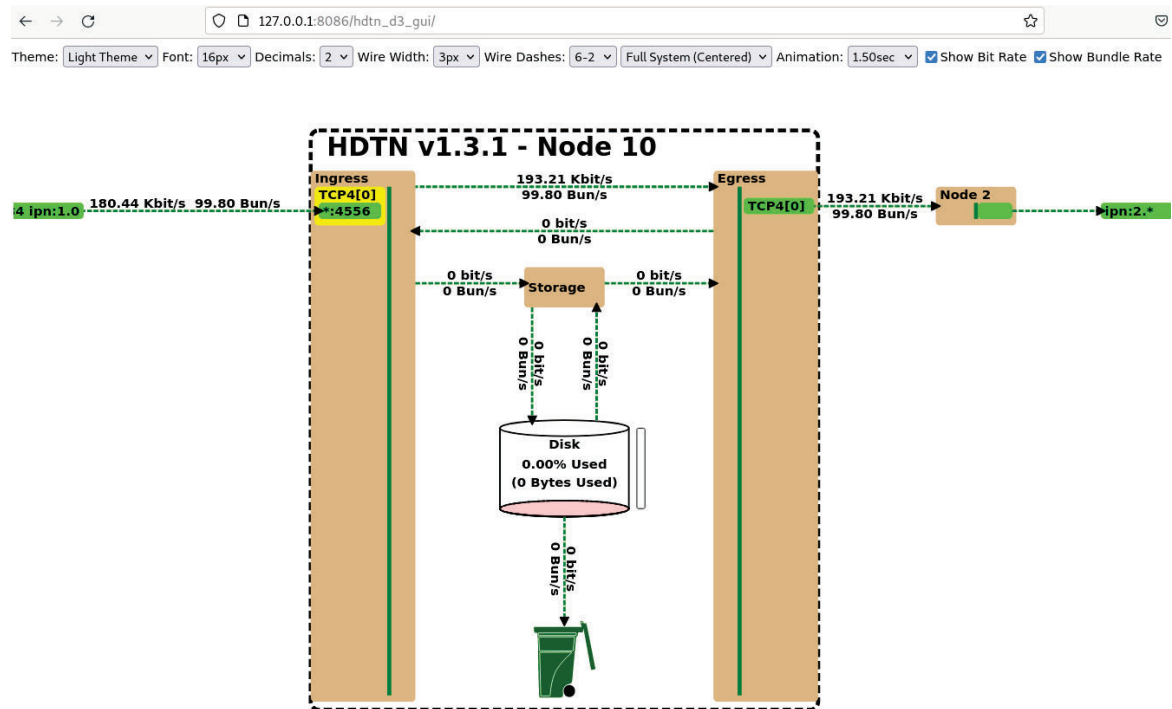 127.0.0.1:8086/hdtn_d3_gui/
Theme: Light Theme Font: 16px Decimals: 2 Wire Width: 3px Wire Dashes: 6-2 Full System (Centered) Animation: 1.50sec Show Bit Rate Show Bundle Rate
HDTN v1.3.1 - Node 10
Ingress
TCP4[0]
*:4556
4 ipn:1.0
180.44 Kbit/s 99.80 Bun/s
193.21 Kbit/s
99.80 Bun/s
0 bit/s
0 Bun/s
Egress
TCP4[0]
193.21 Kbit/s
99.80 Bun/s
Node 2
ipn:2.*
0 bit/s
0 Bun/s
Storage
0 bit/s
0 Bun/s
0 bit/s
0 Bun/s
0 bit/s
0 Bun/s
Disk
0.00% Used
(0 Bytes Used)
0 bit/s
0 Bun/s